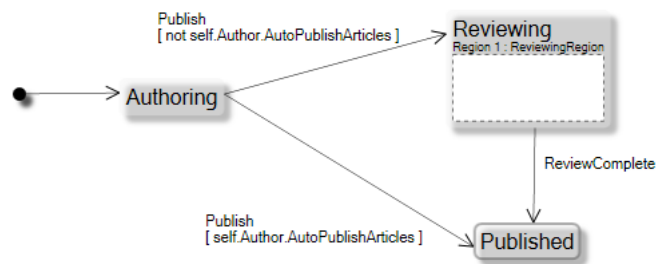 Publish
[ not self.Author.AutoPublishArticles ]
Reviewing
Region 1 : ReviewingRegion
Authoring
ReviewComplete
Publish
[ self.Author.AutoPublishArticles ]
Published